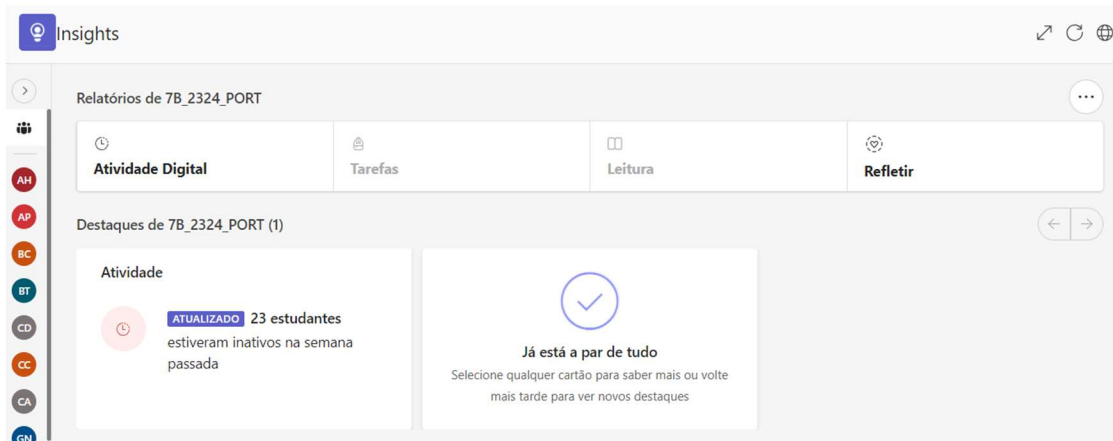 Insights
Relatórios de 7B_2324_PORT
Atividade Digital
Tarefas
Leitura
Refletir
AH
AP
BC
BT
CD
CC
CA
GN
Destaques de 7B_2324_PORT (1)
Atividade
ATUALIZADO 23 estudantes
estiveram inativos na semana
passada
Já está a par de tudo
Selecione qualquer cartão para saber mais ou volte
mais tarde para ver novos destaques